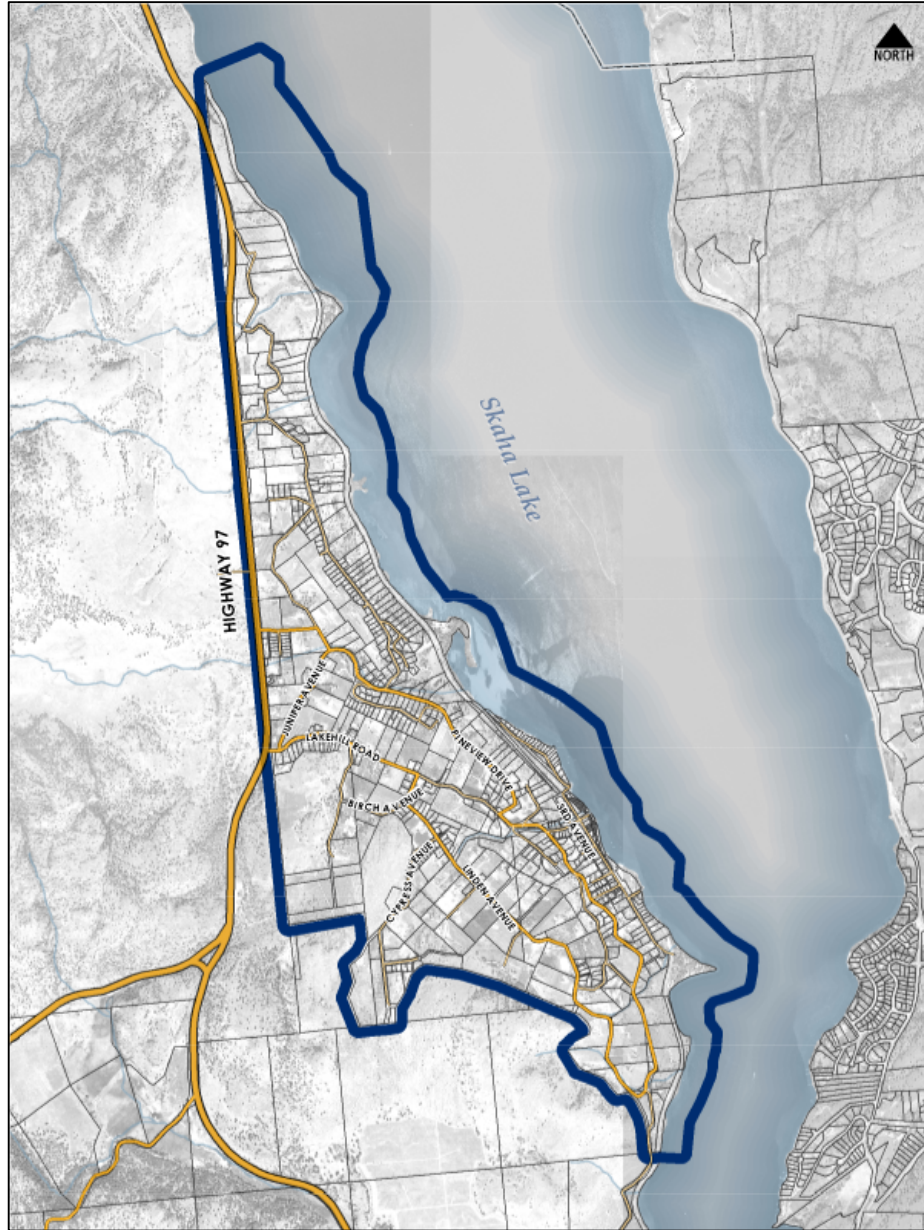 NORTH
Skaha Lake
HIGHWAY 97
JUNIPER AVENUE
LAKEHILL ROAD
PINEVIEW DRIVE
BIRCH AVENUE
3RD AVENUE
CYPRESS AVENUE
LINDEN AVENUE